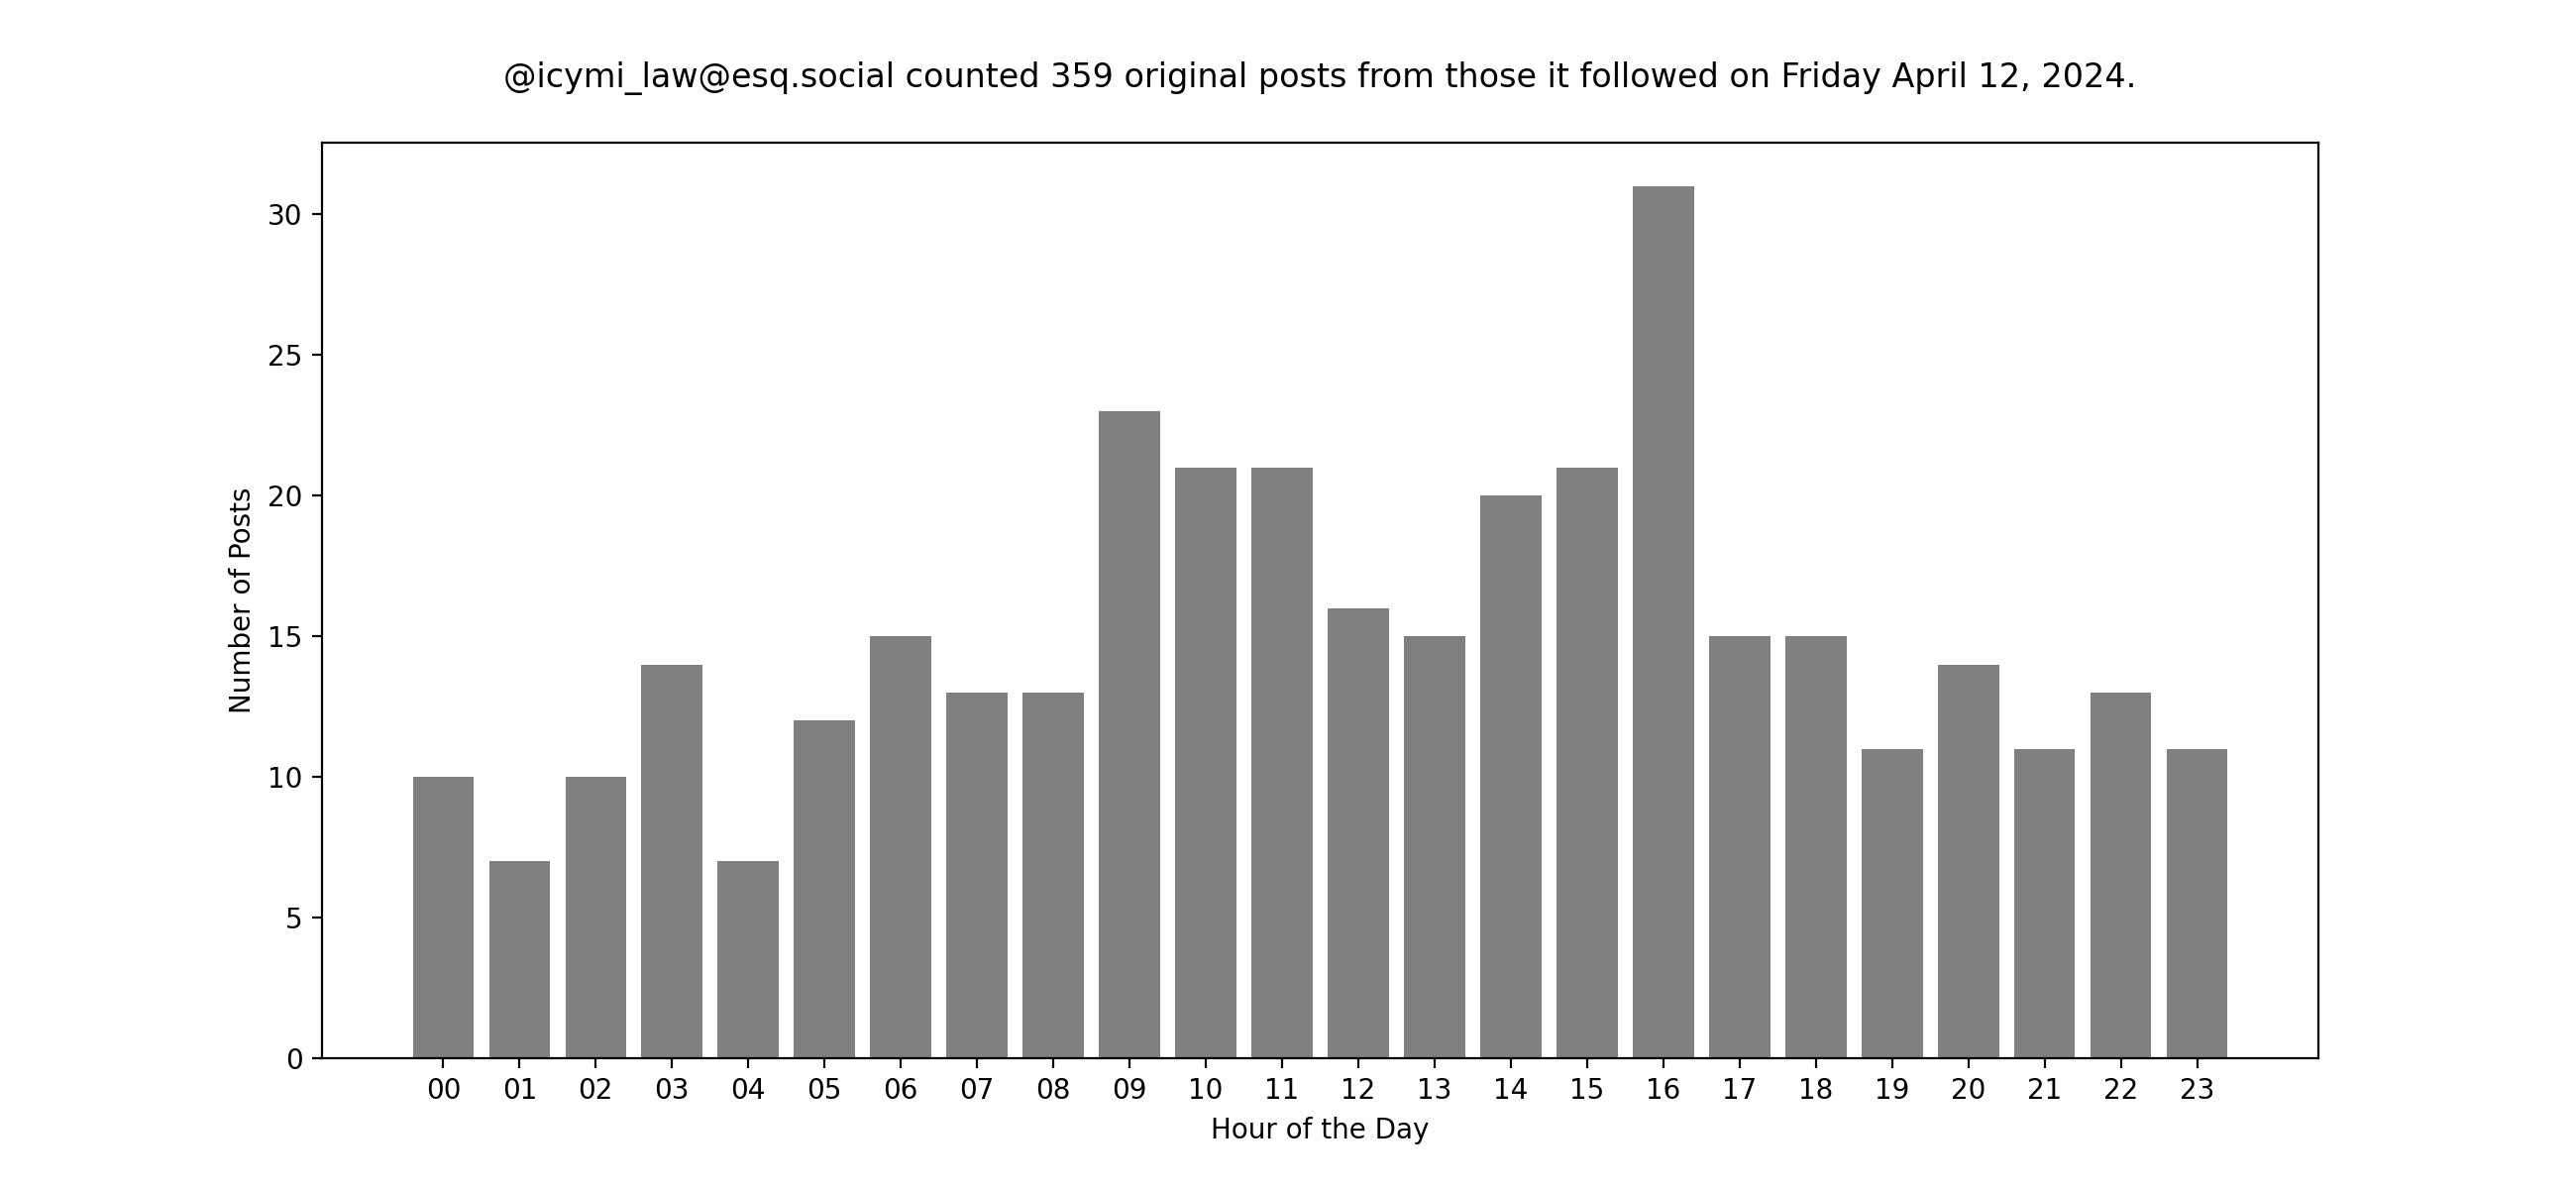 @icymi_law@esq.social counted 359 original posts from those it followed on Friday April 12, 2024.
30
25
20
15
10
5
0
Number of Posts
00 01 02 03 04 05 06 07 08 09 10 11 12 13 14 15 16 17 18 19 20 21 22 23
Hour of the Day